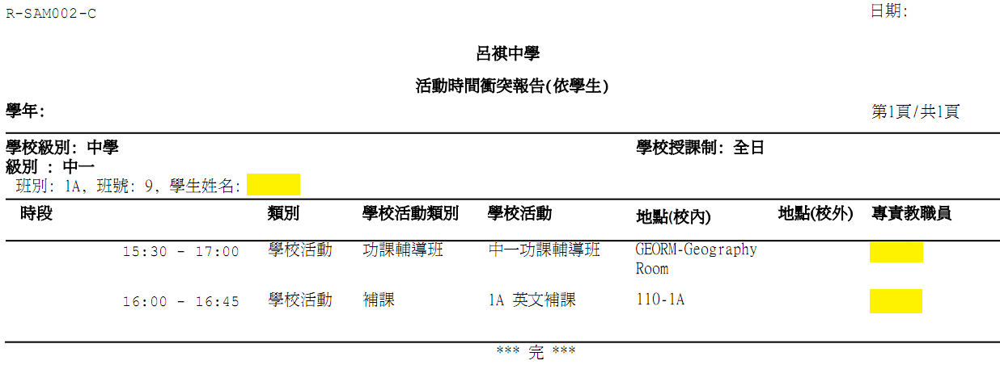 R-SAM002-C 日期:
呂祺中學
活動時間衝突報告(依學生)
學年: 第1頁/共1頁
學校級別: 中學 學校授課制: 全日
級別 : 中一
班別: 1A, 班號: 9, 學生姓名:
時段 類別 學校活動類別 學校活動 地點(校內) 地點(校外) 專責教職員
15:30 - 17:00 學校活動 功課輔導班 中一功課輔導班 GEORM-Geography
Room
16:00 - 16:45 學校活動 補課 1A 英文補課 110-1A
*** 完 ***